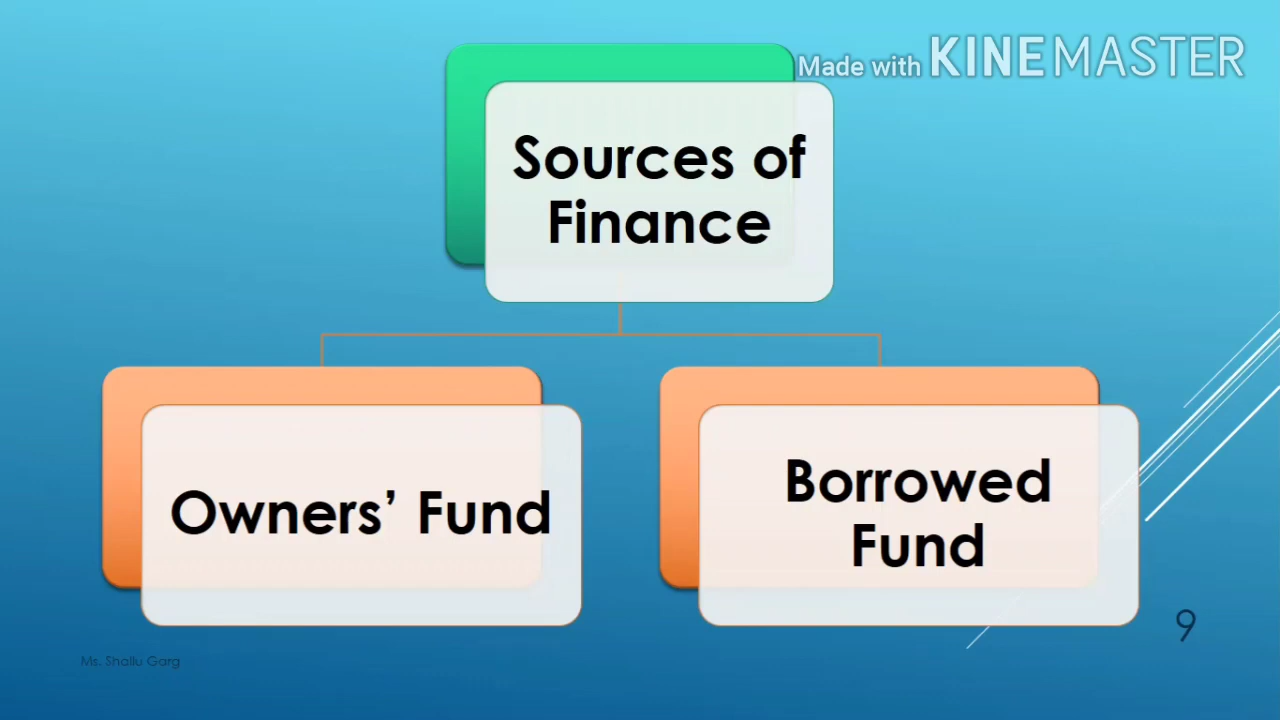 Made with KINEMASTER
Sources of
Finance
Owners’ Fund
Borrowed
Fund
9
Ms. Shallu Garg